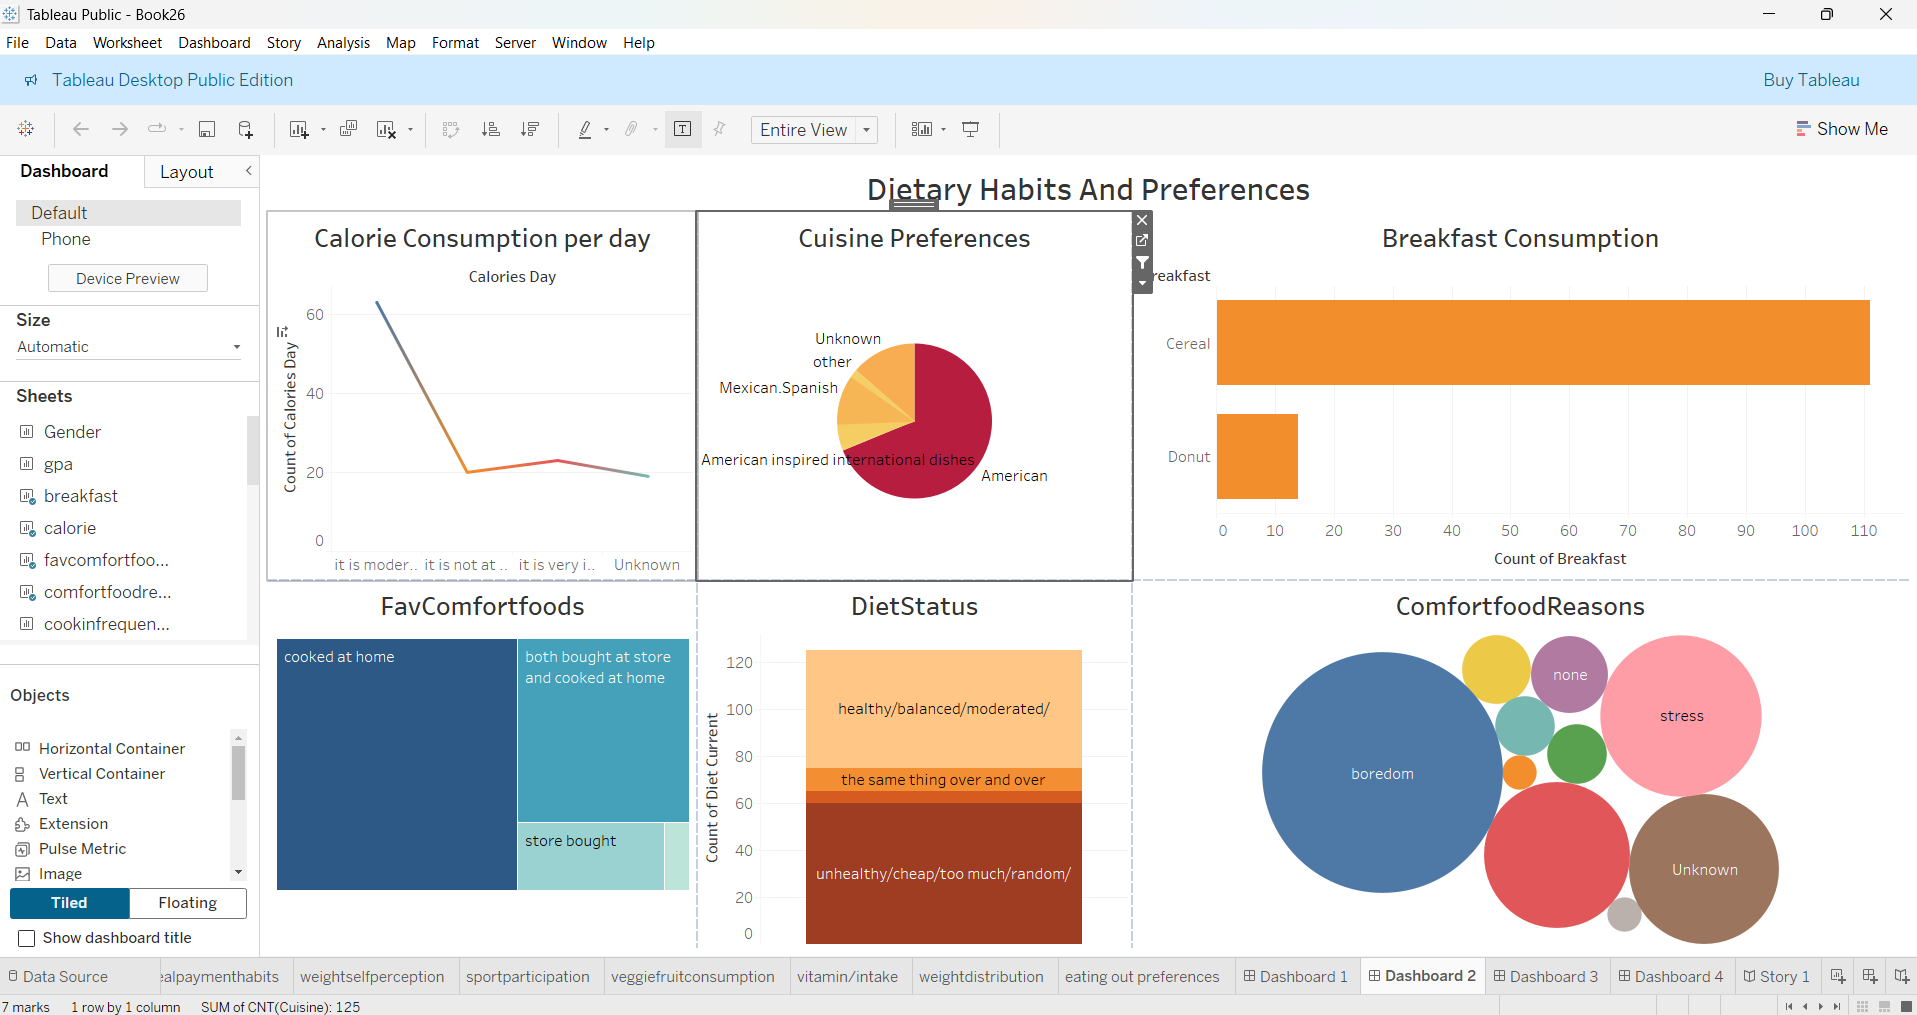 Tableau Public - Book26
File Data Worksheet Dashboard Story Analysis Map Format Server Window Help
Tableau Desktop Public Edition
Buy Tableau
Entire View
Show Me
Dashboard
Layout
Default
Phone
Device Preview
Size
Automatic
Sheets
Gender
gpa
breakfast
calorie
favcomfortfoo...
comfortfoodre...
cookinfrequen...
Objects
Horizontal Container
Vertical Container
Text
Extension
Pulse Metric
Image
Tiled
Floating
Show dashboard title
Dietary Habits And Preferences
Calorie Consumption per day
Calories Day
Count of Calories Day
60
40
20
0
it is moder.. it is not at .. it is very i.. Unknown
Cuisine Preferences
Unknown
other
Mexican.Spanish
American inspired international dishes
American
Breakfast Consumption
reakfast
Cereal
Donut
0 10 20 30 40 50 60 70 80 90 100 110
Count of Breakfast
FavComfortfoods
cooked at home
both bought at store
and cooked at home
store bought
DietStatus
Count of Diet Current
120
100
80
60
40
20
0
healthy/balanced/moderated/
the same thing over and over
unhealthy/cheap/too much/random/
ComfortfoodReasons
none
stress
boredom
Unknown
Data Source
ealpaymenthabits
weightselfperception
sportparticipation
veggiefruitconsumption
vitamin/intake
weightdistribution
eating out preferences
Dashboard 1
Dashboard 2
Dashboard 3
Dashboard 4
Story 1
7 marks 1 row by 1 column SUM of CNT(Cuisine): 125